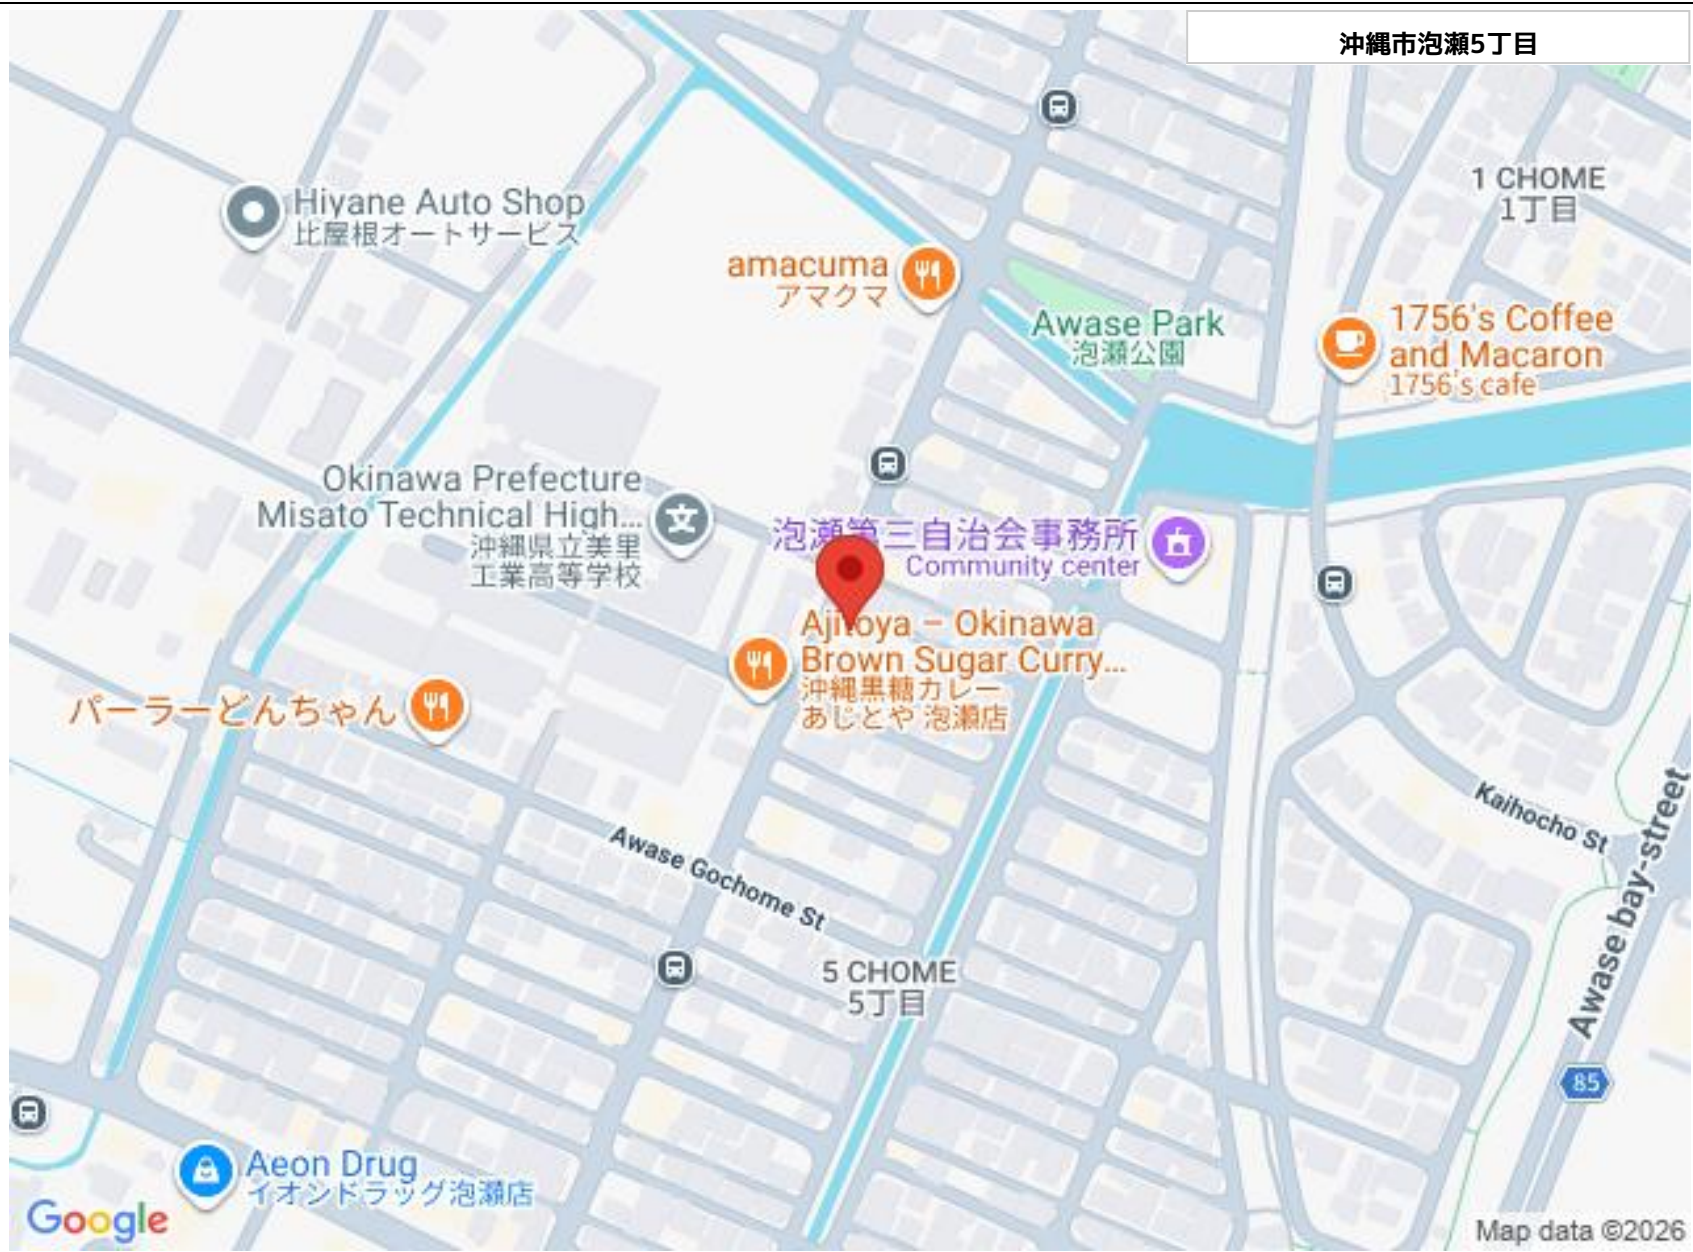 沖縄市泡瀬5丁目
1 CHOME
1丁目
Hiyane Auto Shop
比屋根オートサービス
amacuma
アマクマ
Awase Park
泡瀬公園
1756's Coffee
and Macaron
1756's cafe
Okinawa Prefecture
Misato Technical High...
沖縄県立美里
工業高等学校
泡瀬第三自治会事務所
Community center
Ajitoya – Okinawa
Brown Sugar Curry...
沖縄黒糖カレー
あじとや 泡瀬店
パーラーどんちゃん
Kaihocho St
Awase Gochome St
Awase bay-street
5 CHOME
5丁目
85
Aeon Drug
イオンドラッグ泡瀬店
Google
Map data ©2026